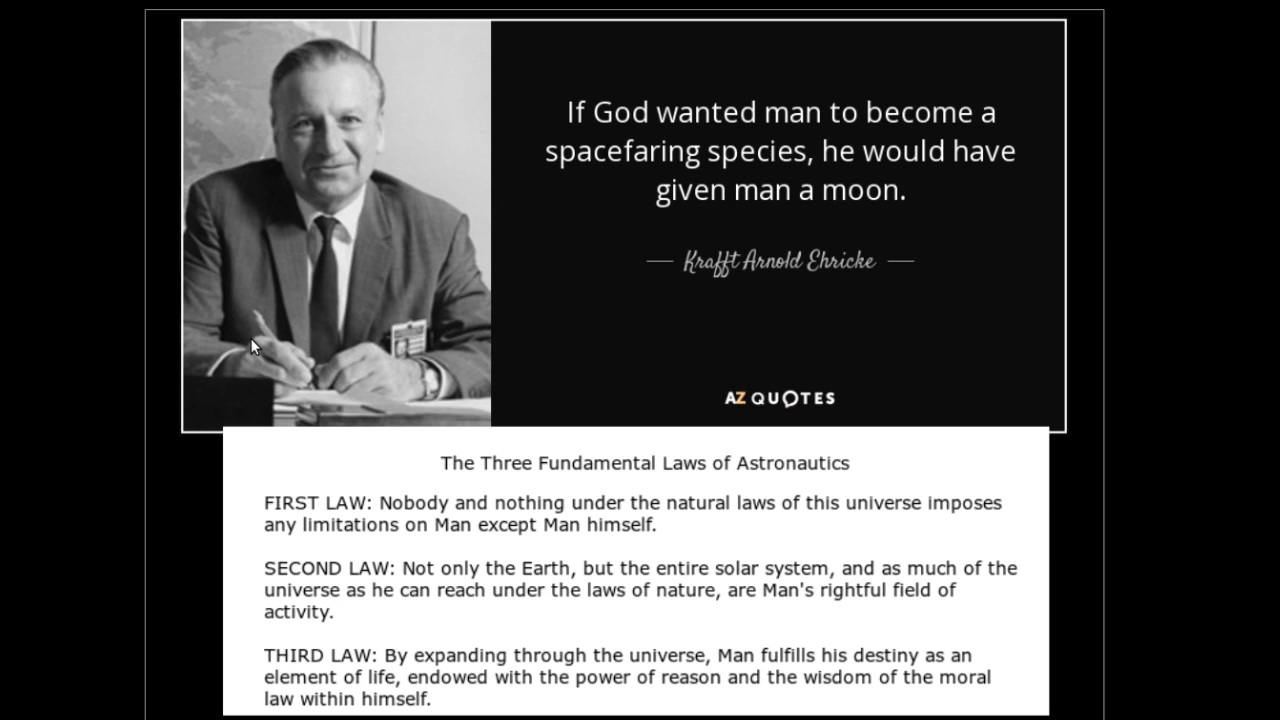 If God wanted man to become a
spacefaring species, he would have
given man a moon.
Krafft Arnold Ehricke
AZ QUOTES
The Three Fundamental Laws of Astronautics
FIRST LAW: Nobody and nothing under the natural laws of this universe imposes
any limitations on Man except Man himself.
SECOND LAW: Not only the Earth, but the entire solar system, and as much of the
universe as he can reach under the laws of nature, are Man's rightful field of
activity.
THIRD LAW: By expanding through the universe, Man fulfills his destiny as an
element of life, endowed with the power of reason and the wisdom of the moral
law within himself.